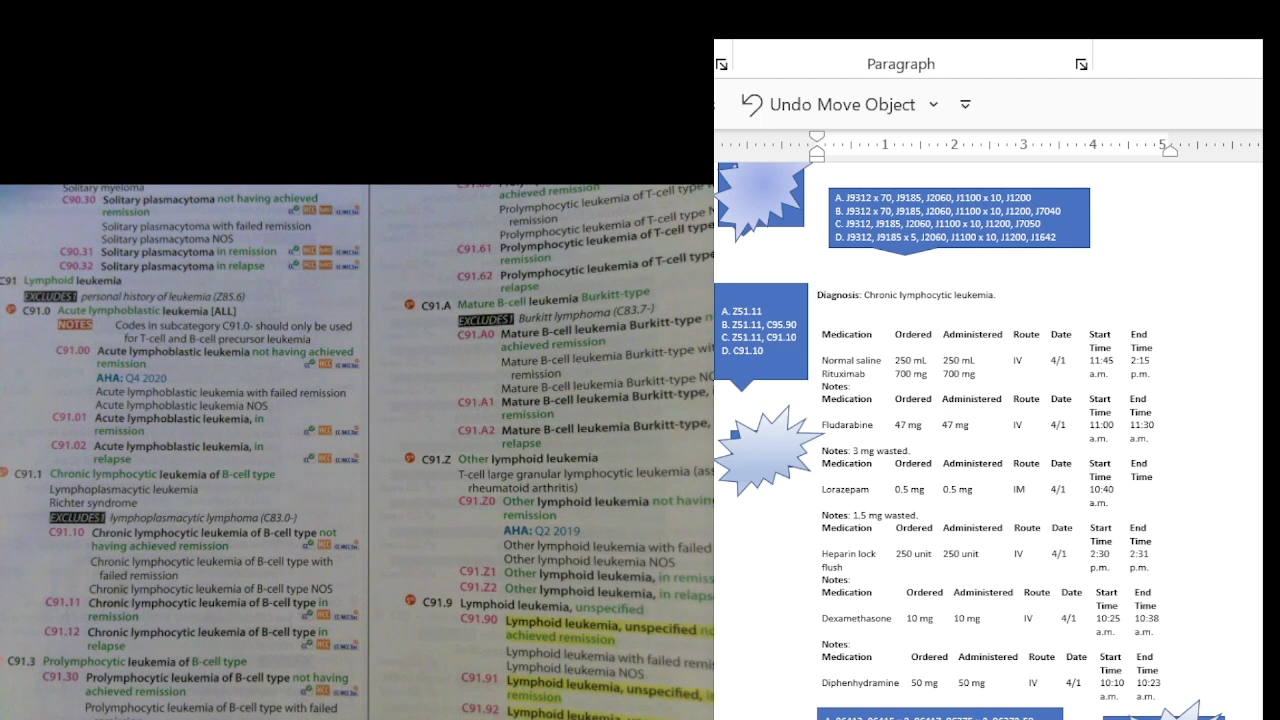 Solitary myeloma
C90.30 Solitary plasmacytoma not having achieved
remission
Solitary plasmacytoma with failed remission
Solitary plasmacytoma NOS
C90.31 Solitary plasmacytoma in remission
C90.32 Solitary plasmacytoma in relapse
C91 Lymphoid leukemia
EXCLUDES1 personal history of leukemia (Z85.6)
C91.0 Acute lymphoblastic leukemia [ALL]
NOTES Codes in subcategory C91.0- should only be used
for T-cell and B-cell precursor leukemia
C91.00 Acute lymphoblastic leukemia not having achieved
remission
AHA: Q4 2020
Acute lymphoblastic leukemia with failed remission
Acute lymphoblastic leukemia NOS
C91.01 Acute lymphoblastic leukemia, in
remission
C91.02 Acute lymphoblastic leukemia, in
relapse
C91.1 Chronic lymphocytic leukemia of B-cell type
Lymphoplasmacytic leukemia
Richter syndrome
EXCLUDES1 lymphoplasmacytic lymphoma (C83.0-)
C91.10 Chronic lymphocytic leukemia of B-cell type not
having achieved remission
Chronic lymphocytic leukemia of B-cell type with
failed remission
Chronic lymphocytic leukemia of B-cell type NOS
C91.11 Chronic lymphocytic leukemia of B-cell type in
remission
C91.12 Chronic lymphocytic leukemia of B-cell type in
relapse
C91.3 Prolymphocytic leukemia of B-cell type
C91.30 Prolymphocytic leukemia of B-cell type not having
achieved remission
Prolymphocytic leukemia of B-cell type with failed
achieved remission
Prolymphocytic leukemia of T-cell type
remission
Prolymphocytic leukemia of T-cell type
C91.61 Prolymphocytic leukemia of T-cell type
remission
C91.62 Prolymphocytic leukemia of T-cell type
relapse
C91.A Mature B-cell leukemia Burkitt-type
EXCLUDES1 Burkitt lymphoma (C83.7-)
C91.A0 Mature B-cell leukemia Burkitt-type
achieved remission
Mature B-cell leukemia Burkitt-type
remission
Mature B-cell leukemia Burkitt-type
C91.A1 Mature B-cell leukemia Burkitt-type,
remission
C91.A2 Mature B-cell leukemia Burkitt-type,
relapse
C91.Z Other lymphoid leukemia
T-cell large granular lymphocytic leukemia
rheumatoid arthritis)
C91.Z0 Other lymphoid leukemia not having
remission
AHA: Q2 2019
Other lymphoid leukemia with failed
Other lymphoid leukemia NOS
C91.Z1 Other lymphoid leukemia, in
C91.Z2 Other lymphoid leukemia, in
C91.9 Lymphoid leukemia, unspecified
C91.90 Lymphoid leukemia, unspecified
achieved remission
Lymphoid leukemia with failed
Lymphoid leukemia NOS
C91.91 Lymphoid leukemia, unspecified,
remission
C91.92
Paragraph
Undo Move Object
1 2 3 4 5
A. J9312 x 70, J9185, J2060, J1100 x 10, J1200
B. J9312 x 70, J9185, J2060, J1100 x 10, J1200, J7040
C. J9312, J9185, J2060, J1100 x 10, J1200, J7050
D. J9312, J9185 x 5, J2060, J1100 x 10, J1200, J1642
A. Z51.11
B. Z51.11, C95.90
C. Z51.11, C91.10
D. C91.10
Diagnosis: Chronic lymphocytic leukemia.
Medication Ordered Administered Route Date Start Time End Time
Normal saline 250 mL 250 mL IV 4/1 11:45 a.m. 2:15 p.m.
Rituximab 700 mg 700 mg
Notes:
Medication Ordered Administered Route Date Start Time End Time
Fludarabine 47 mg 47 mg IV 4/1 11:00 a.m. 11:30 a.m.
Notes: 3 mg wasted.
Medication Ordered Administered Route Date Start Time End Time
Lorazepam 0.5 mg 0.5 mg IM 4/1 10:40 a.m.
Notes: 1.5 mg wasted.
Medication Ordered Administered Route Date Start Time End Time
Heparin lock flush 250 unit 250 unit IV 4/1 2:30 p.m. 2:31 p.m.
Notes:
Medication Ordered Administered Route Date Start Time End Time
Dexamethasone 10 mg 10 mg IV 4/1 10:25 a.m. 10:38 a.m.
Notes:
Medication Ordered Administered Route Date Start Time End Time
Diphenhydramine 50 mg 50 mg IV 4/1 10:10 a.m. 10:23 a.m.